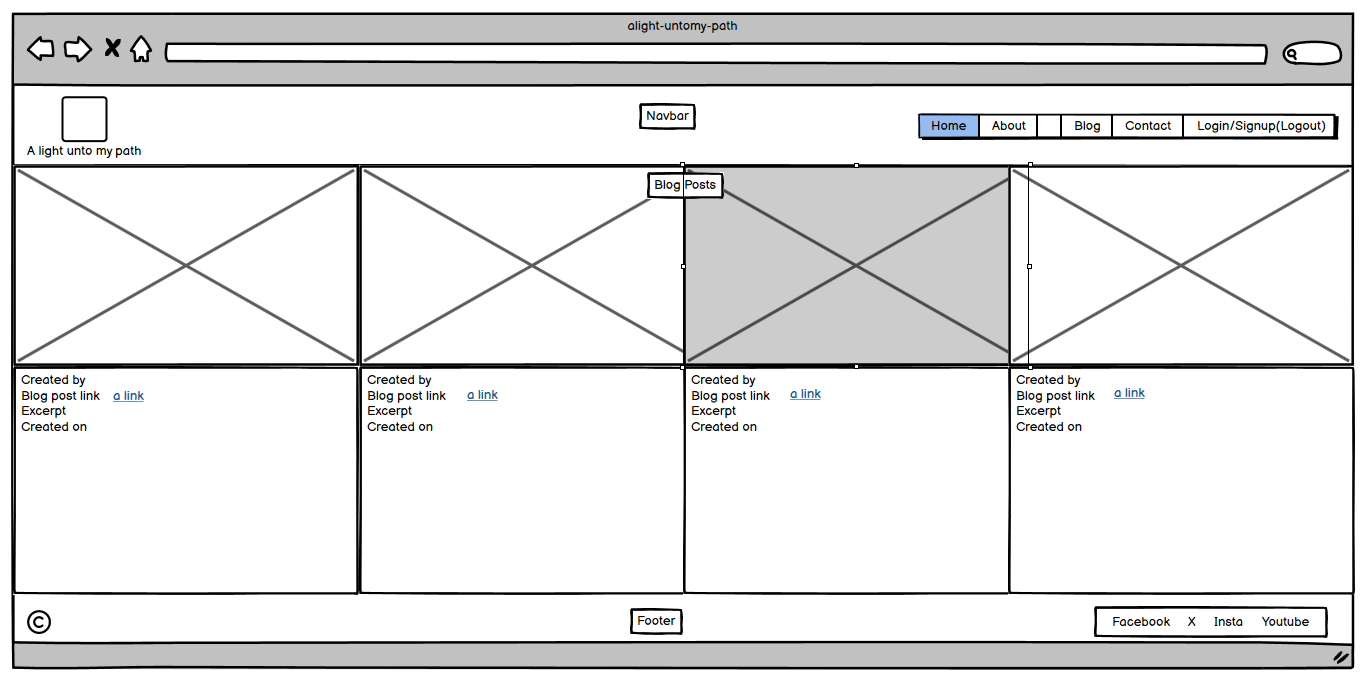 alight-untomy-path
Navbar
Home About Blog Contact Login/Signup(Logout)
A light unto my path
Blog Posts
Created by
Blog post link a link
Excerpt
Created on
Created by
Blog post link a link
Excerpt
Created on
Created by
Blog post link a link
Excerpt
Created on
Created by
Blog post link a link
Excerpt
Created on
©
Footer
Facebook X Insta Youtube